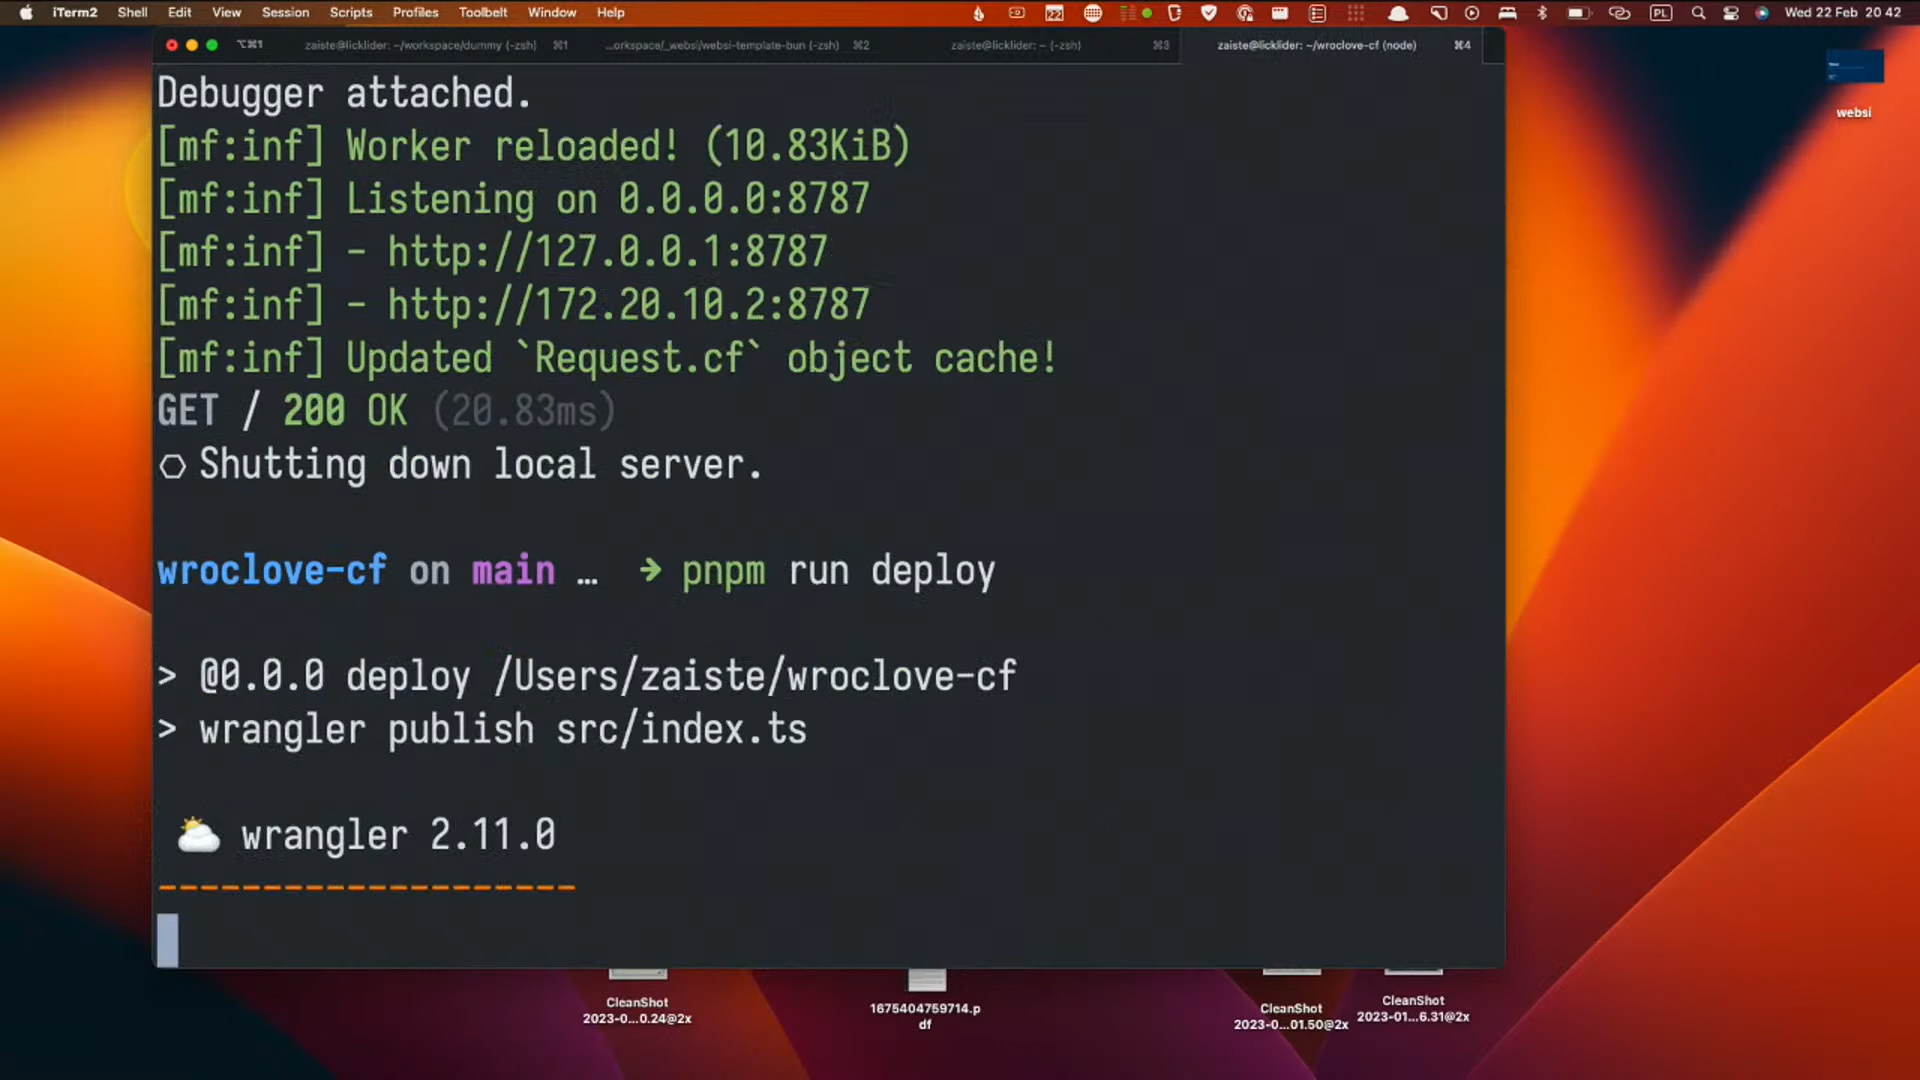 iTerm2 Shell Edit View Session Scripts Profiles Toolbelt Window Help 22 PL Wed 22 Feb 20 42
⌥⌘1 zaiste@licklider: ~/workspace/dummy (-zsh) ⌘1 ...orkspace/_websi/websi-template-bun (-zsh) ⌘2 zaiste@licklider: ~ (-zsh) ⌘3 zaiste@licklider: ~/wroclove-cf (node) ⌘4
websi
Debugger attached.
[mf:inf] Worker reloaded! (10.83KiB)
[mf:inf] Listening on 0.0.0.0:8787
[mf:inf] - http://127.0.0.1:8787
[mf:inf] - http://172.20.10.2:8787
[mf:inf] Updated `Request.cf` object cache!
GET / 200 OK (20.83ms)
Shutting down local server.
wroclove-cf on main … ➜ pnpm run deploy
> @0.0.0 deploy /Users/zaiste/wroclove-cf
> wrangler publish src/index.ts
wrangler 2.11.0
--------------------
CleanShot
2023-0...0.24@2x
1675404759714.p
df
CleanShot
2023-0...01.50@2x
CleanShot
2023-01...6.31@2x